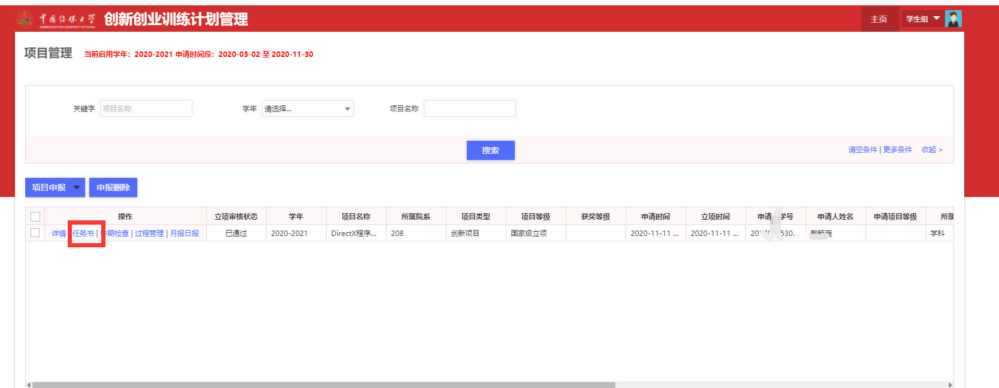 中国传媒大学 创新创业训练计划管理 主页 学生组
COMMUNICATION UNIVERSITY OF CHINA
项目管理 当前启用学年：2020-2021 申请时间段：2020-03-02 至 2020-11-30
关键字 项目名称 学年 请选择... 项目名称
搜索 清空条件 | 更多条件 收起 >
项目申报 申报删除
操作 立项审核状态 学年 项目名称 所属院系 项目类型 项目等级 获奖等级 申请时间 立项时间 申请 学号 申请人姓名 申请项目等级 所属
详情 任务书 | 中期检查 | 过程管理 | 月报日报 已通过 2020-2021 DirectX程序... 208 创新项目 国家级立项 2020-11-11 ... 2020-11-11 ... 学科